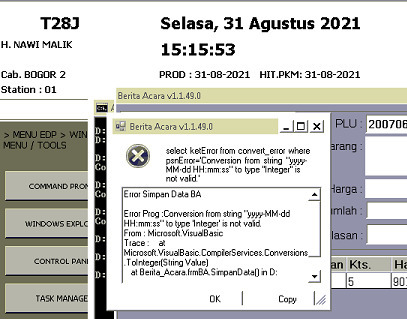 T28J
Selasa, 31 Agustus 2021
H. NAWI MALIK
15:15:53
Cab. BOGOR 2
PROD : 31-08-2021 HIT.PKM: 31-08-2021
Station : 01
Berita Acara v1.1.49.0
Berita Acara v1.1.49.0
PLU :
200706
> MENU EDP > WIN
MENU / TOOLS
select ketError from convert_error where
psnError='Conversion from string "yyyy-
MM-dd HH:mm:ss" to type 'Integer' is
not valid.'
arang :
COMMAND PRO
Error Simpan Data BA
Error Prog :Conversion from string "yyyy-MM-dd
HH:mm:ss" to type 'Integer' is not valid.
From : Microsoft.VisualBasic
Trace : at
Microsoft.VisualBasic.CompilerServices.Conversions
.ToInteger(String Value)
at Berita_Acara.frmBA.SimpanData() in D:
Harga :
WINDOWS EXPLO
umlah :
alasan :
CONTROL PAN
an Kts. Ha
5
TASK MANAGE
OK Copy
D:
D:
Co
D:
Co
D:
D:
D: